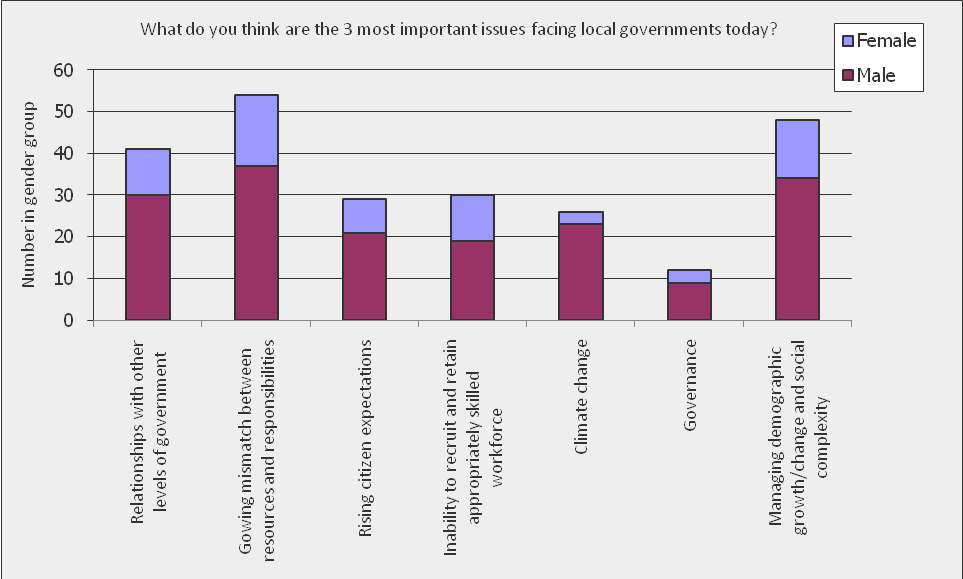 What do you think are the 3 most important issues facing local governments today?
Female
Male
Number in gender group
60
50
40
30
20
10
0
Relationships with other
levels of government
Gowing mismatch between
resources and responsibilities
Rising citizen expectations
Inability to recruit and retain
appropriately skilled
workforce
Climate change
Governance
Managing demographic
growth/change and social
complexity